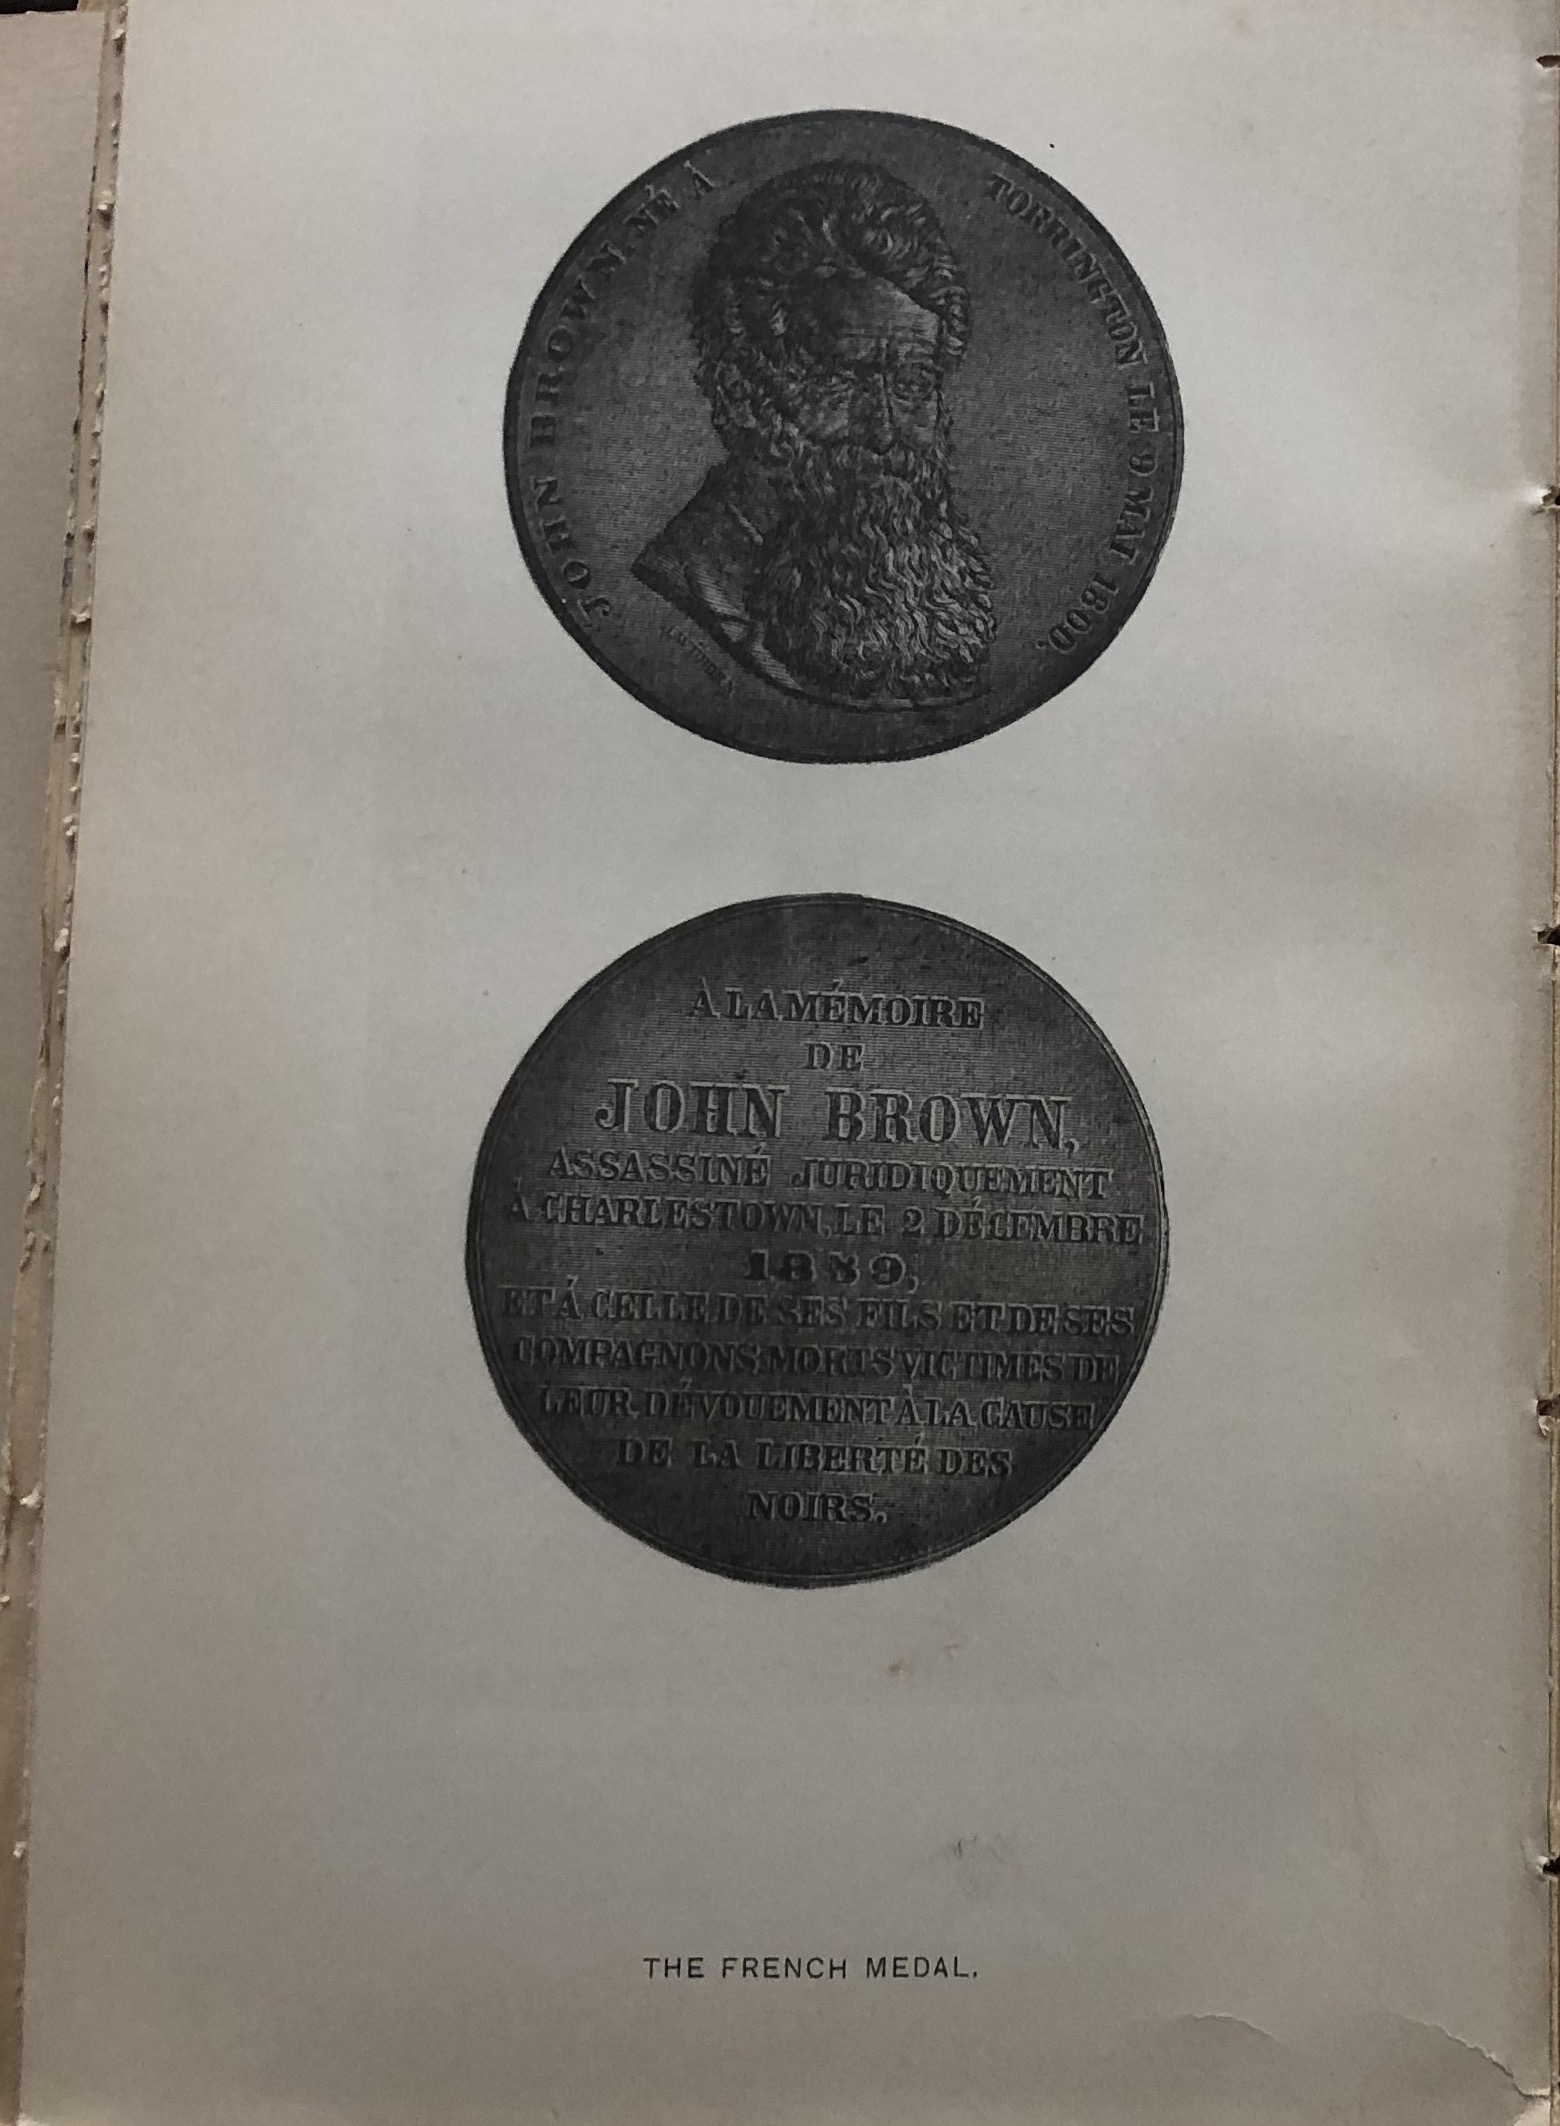 JOHN BROWN NÉ À
TORRINGTON LE 9 MAI 1800.
À LA MÉMOIRE
DE
JOHN BROWN,
ASSASSINÉ JURIDIQUEMENT
À CHARLESTOWN, LE 2 DÉCEMBRE
1859,
ET À CELLE DE SES FILS ET DE SES
COMPAGNONS MORTS VICTIMES DE
LEUR DÉVOUEMENT À LA CAUSE
DE LA LIBERTÉ DES
NOIRS.
THE FRENCH MEDAL.